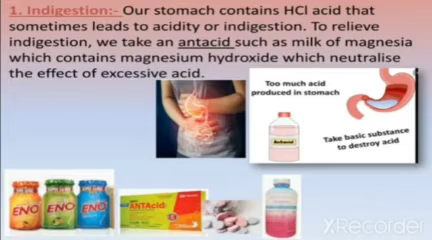 1. Indigestion:- Our stomach contains HCl acid that
sometimes leads to acidity or indigestion. To relieve
indigestion, we take an antacid such as milk of magnesia
which contains magnesium hydroxide which neutralise
the effect of excessive acid.
Too much acid
produced in stomach
Antacid
Take basic substance
to destroy acid
ENO
ENO
ENO
ANTAcid
XRecorder